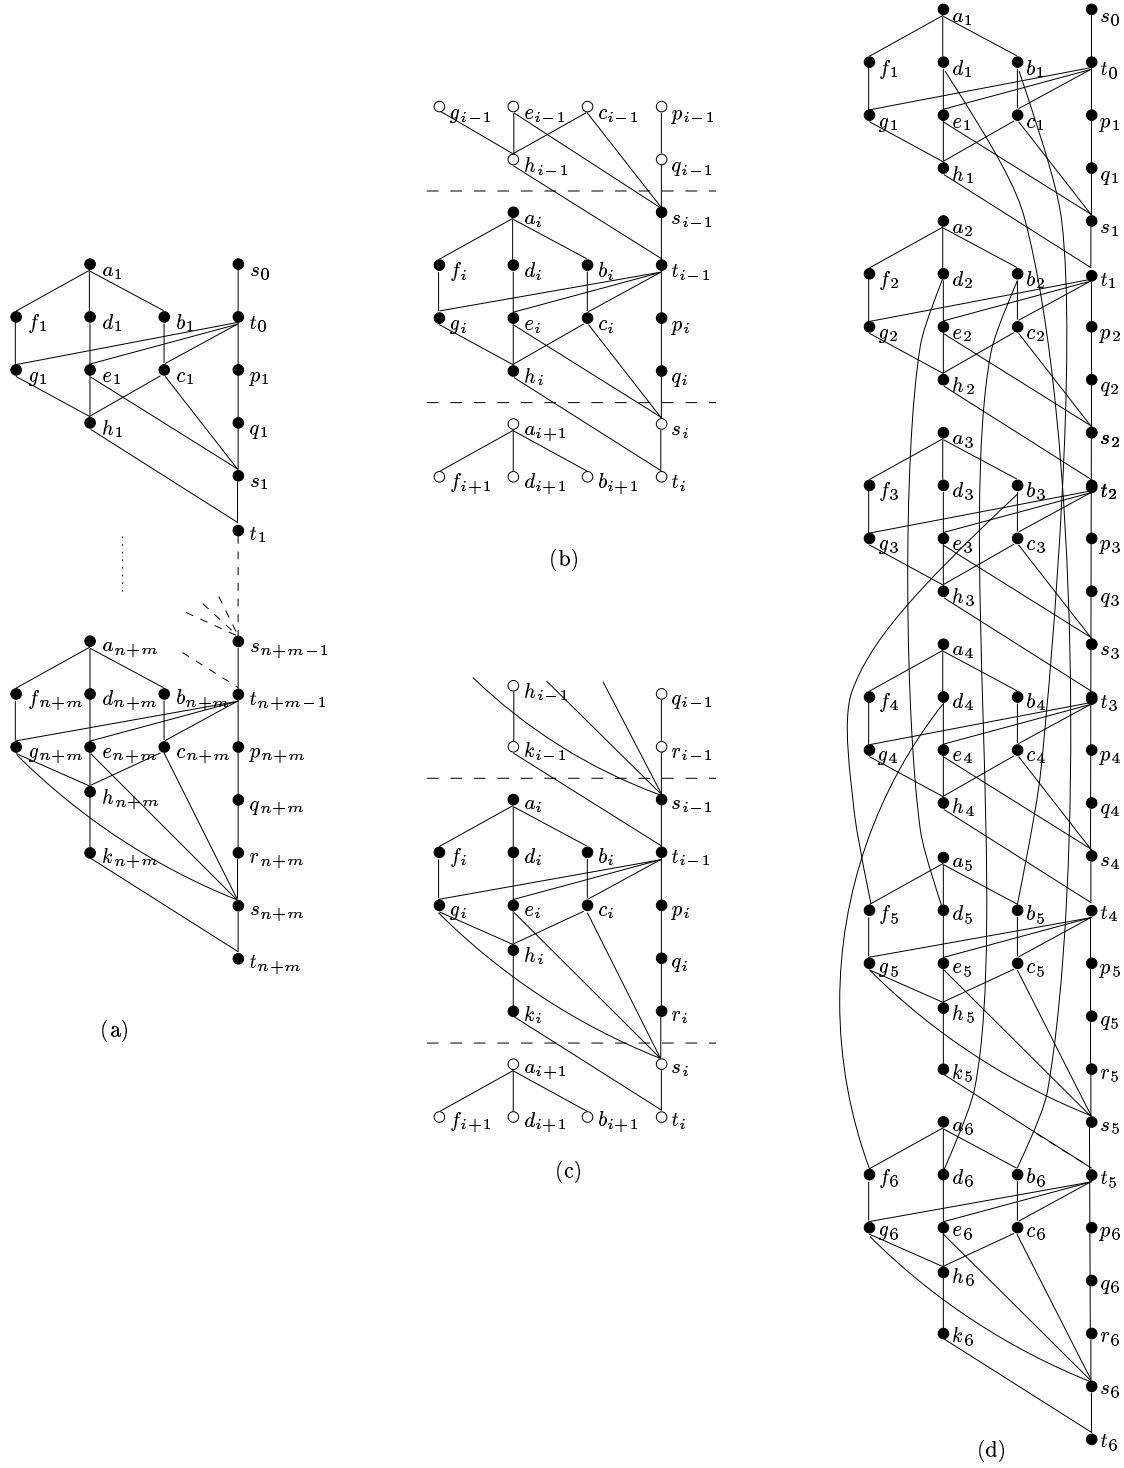 a1 s0
f1 d1 b1 t0
g1 e1 c1 p1
h1 q1
s1
t1
an+m sn+m−1
fn+m dn+m bn+m tn+m−1
gn+m en+m cn+m pn+m
hn+m qn+m
kn+m rn+m
sn+m
tn+m
(a)
gi−1 ei−1 ci−1 pi−1
hi−1 qi−1
ai si−1
fi di bi ti−1
gi ei ci pi
hi qi
ai+1 si
fi+1 di+1 bi+1 ti
(b)
hi−1 qi−1
ki−1 ri−1
ai si−1
fi di bi ti−1
gi ei ci pi
hi qi
ki ri
ai+1 si
fi+1 di+1 bi+1 ti
(c)
a1 s0
f1 d1 b1 t0
g1 e1 c1 p1
h1 q1
a2 s1
f2 d2 b2 t1
g2 e2 c2 p2
h2 q2
a3 s2
f3 d3 b3 t2
g3 e3 c3 p3
h3 q3
a4 s3
f4 d4 b4 t3
g4 e4 c4 p4
h4 q4
a5 s4
f5 d5 b5 t4
g5 e5 c5 p5
h5 q5
k5 r5
a6 s5
f6 d6 b6 t5
g6 e6 c6 p6
h6 q6
k6 r6
s6
t6
(d)